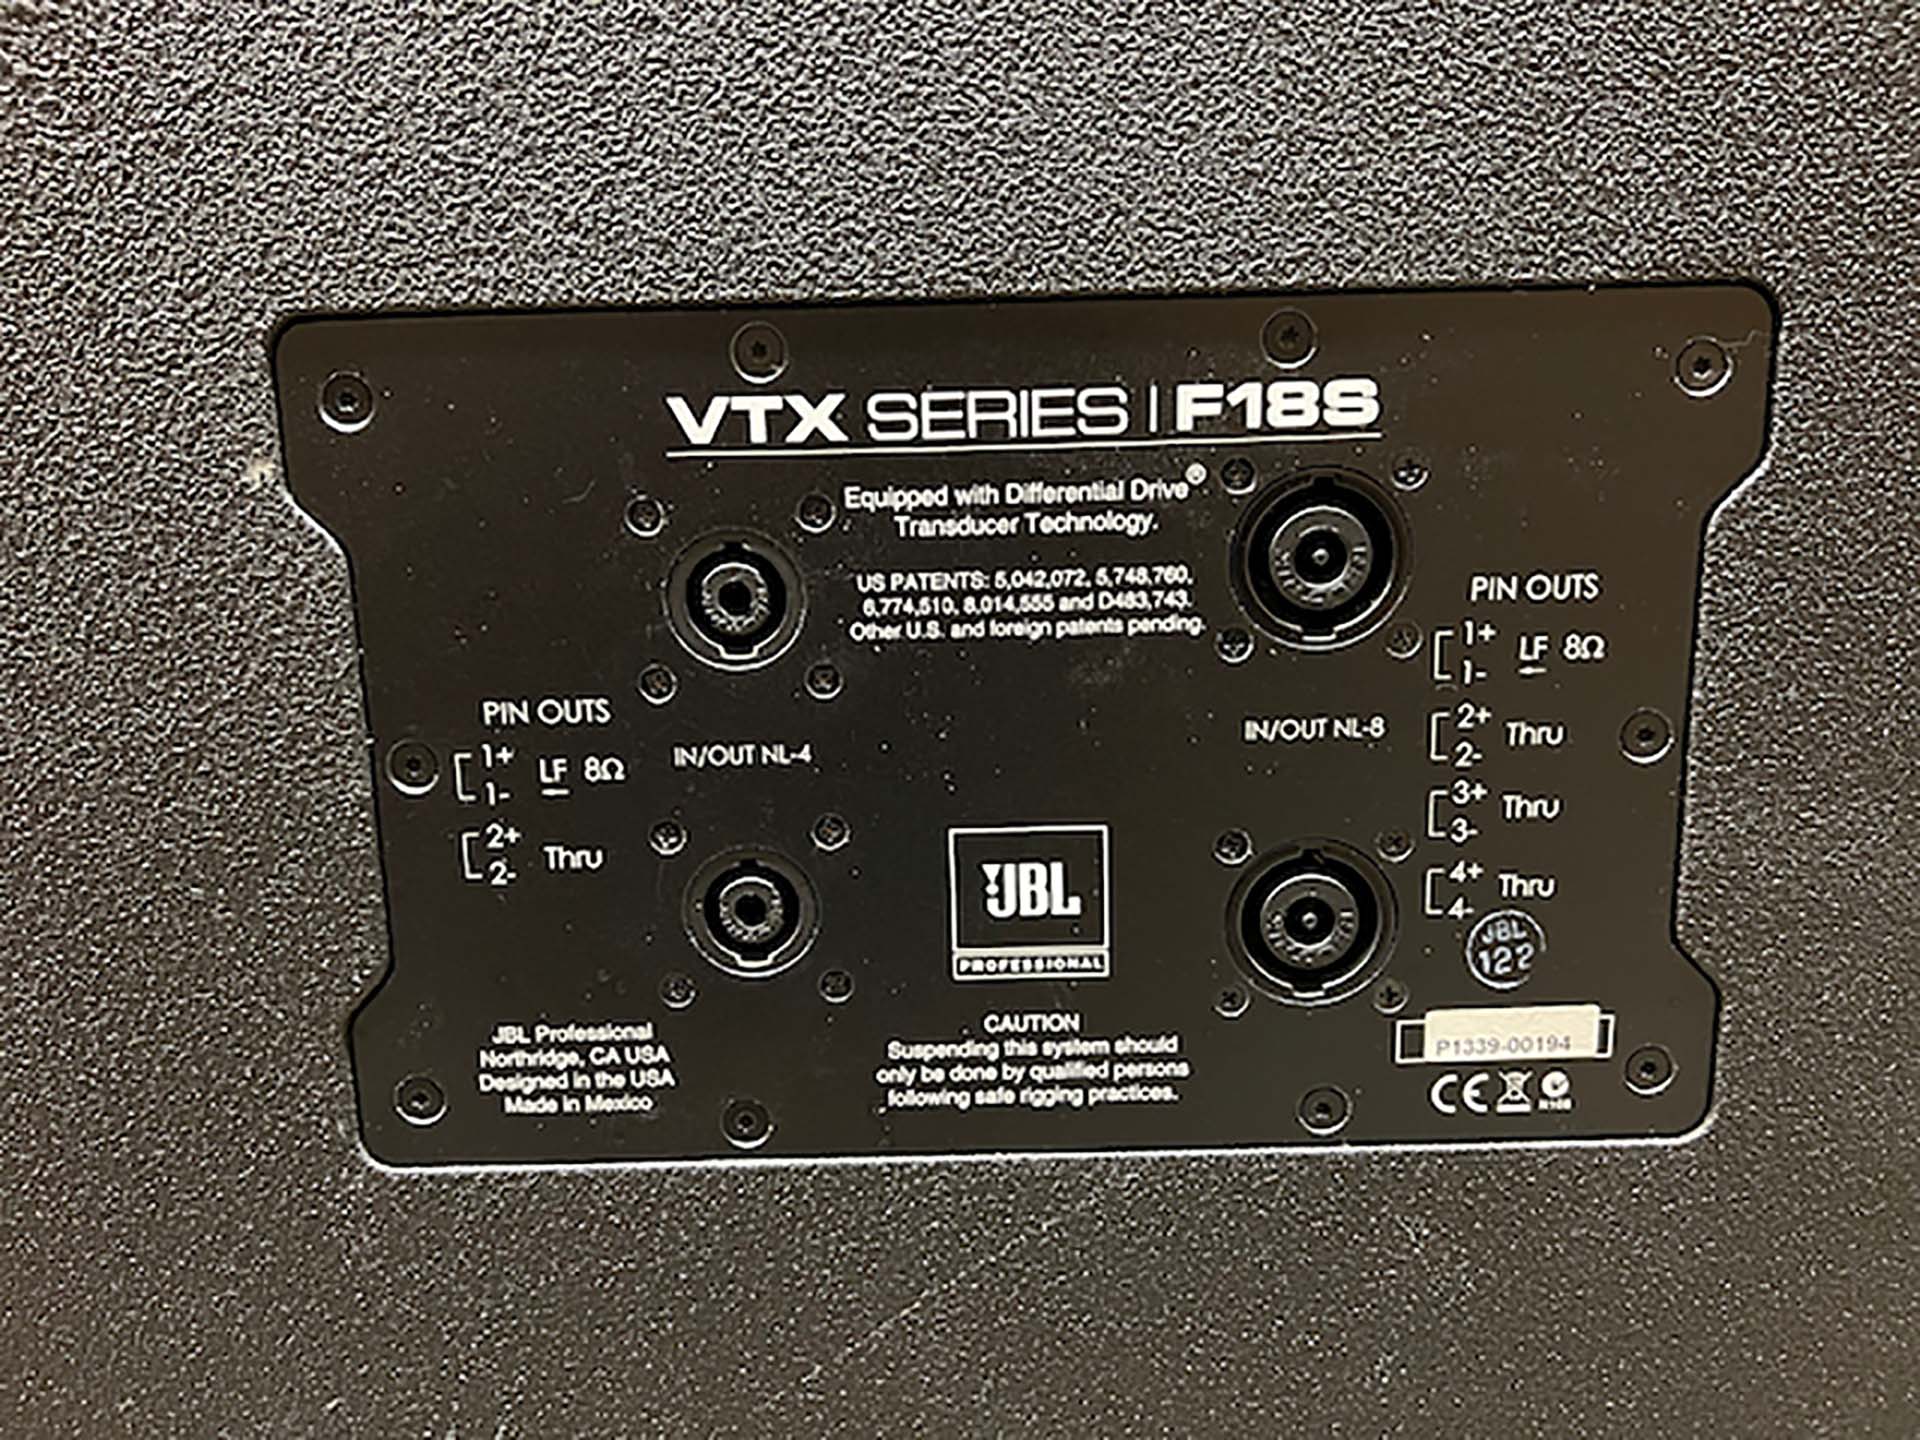 VTX SERIES | F18S
Equipped with Differential Drive®
Transducer Technology.
US PATENTS: 5,042,072, 5,748,760,
6,774,510, 8,014,555 and D483,743.
Other U.S. and foreign patents pending.
PIN OUTS
1+
1-
LF 8Ω
2+
2-
Thru
IN/OUT NL-4
IN/OUT NL-8
PIN OUTS
1+
1-
LF 8Ω
2+
2-
Thru
3+
3-
Thru
4+
4-
Thru
JBL
122
JBL
PROFESSIONAL
JBL Professional
Northridge, CA USA
Designed in the USA
Made in Mexico
CAUTION
Suspending this system should
only be done by qualified persons
following safe rigging practices.
P1339-00194
CE